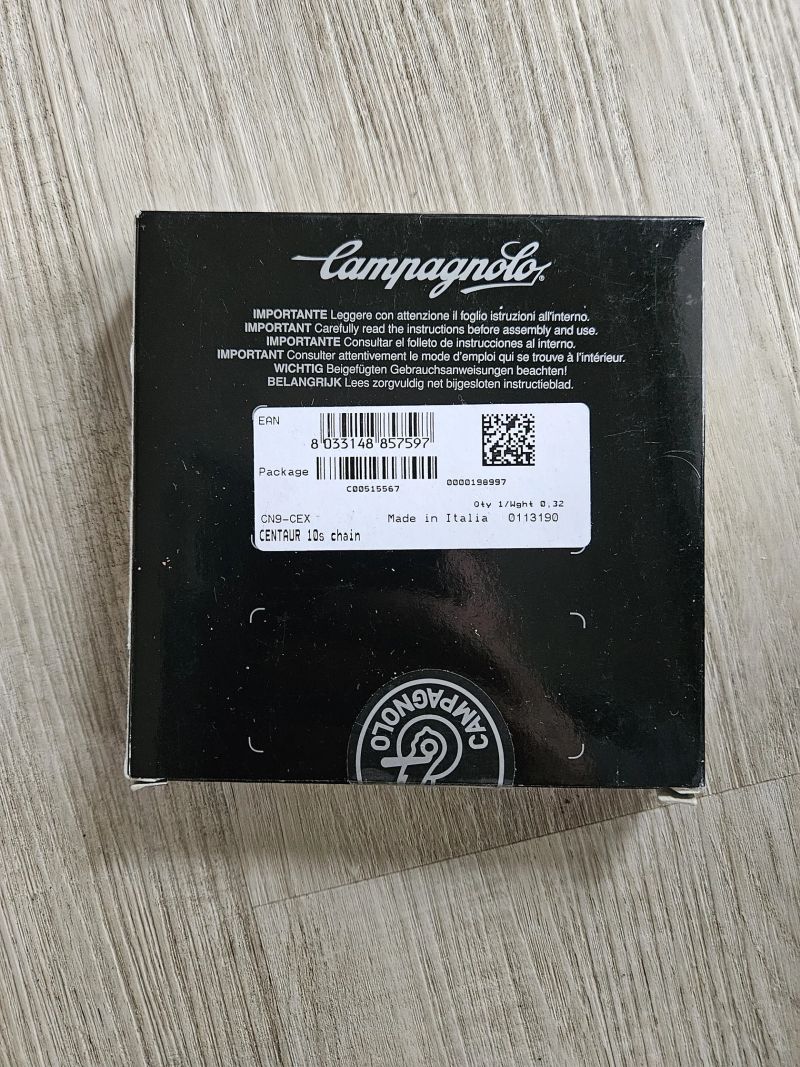 Campagnolo
IMPORTANTE Leggere con attenzione il foglio istruzioni all'interno.
IMPORTANT Carefully read the instructions before assembly and use.
IMPORTANTE Consultar el folleto de instrucciones al interno.
IMPORTANT Consulter attentivement le mode d'emploi qui se trouve à l'intérieur.
WICHTIG Beigefügten Gebrauchsanweisungen beachten!
BELANGRIJK Lees zorgvuldig net bijgesloten instructieblad.
EAN
8 033148 857597
Package
C00515567 0000198997
Qty 1/Wght 0,32
CN9-CEX Made in Italia 0113190
CENTAUR 10s chain
CAMPAGNOLO
CAMPAGNOLO